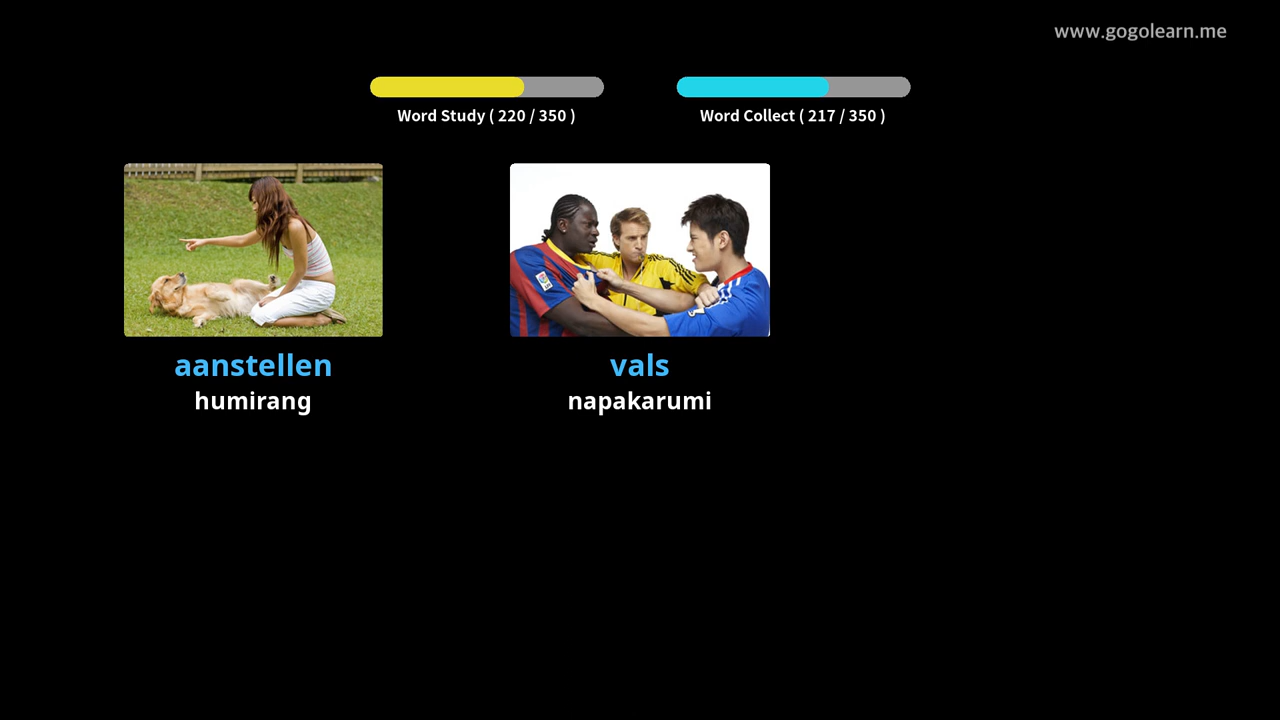 www.gogolearn.me
Word Study ( 220 / 350 )
Word Collect ( 217 / 350 )
aanstellen
humirang
vals
napakarumi